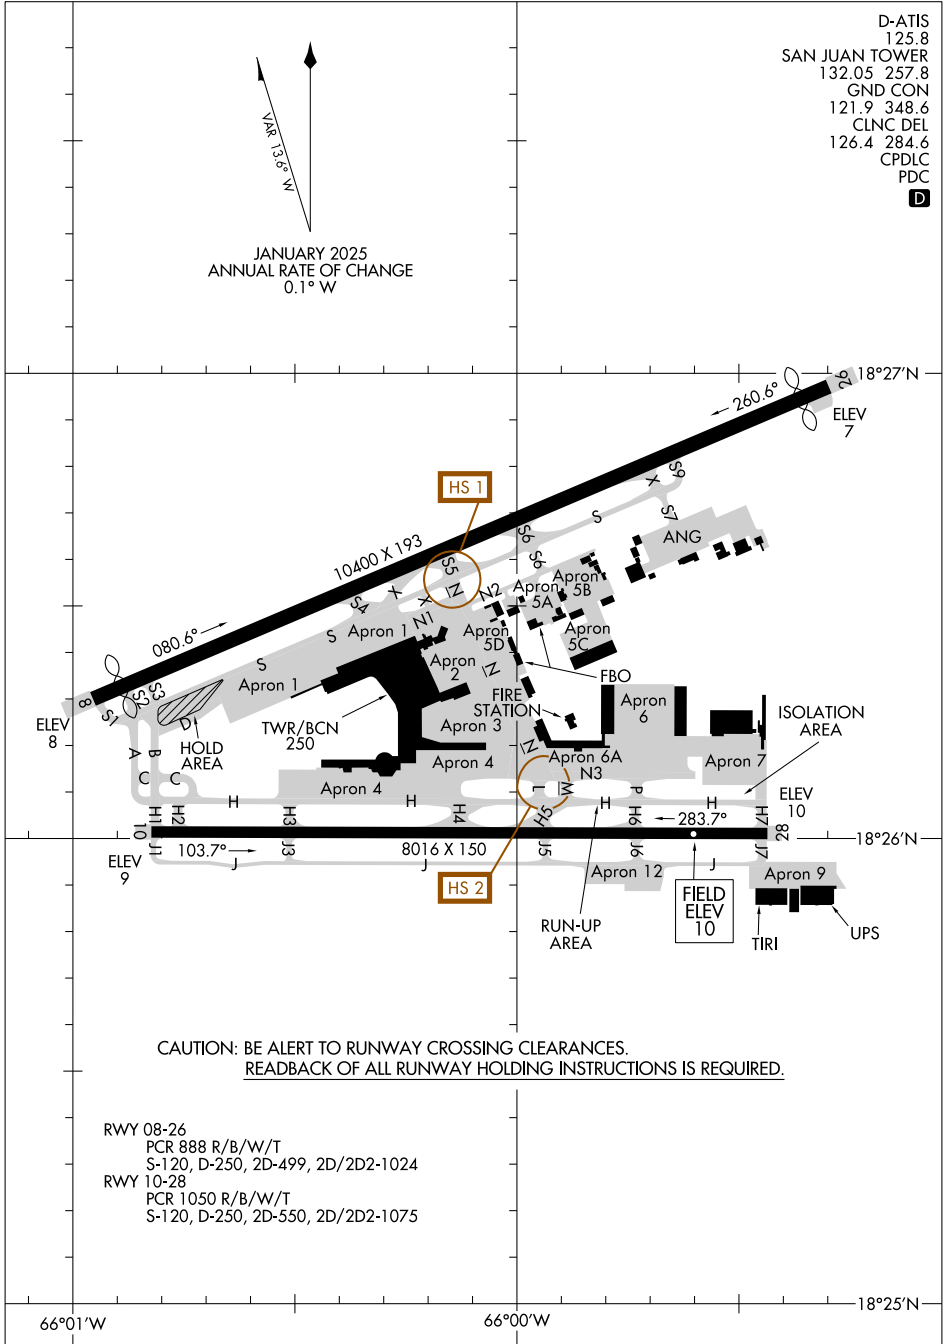 D-ATIS
125.8
SAN JUAN TOWER
132.05 257.8
GND CON
121.9 348.6
CLNC DEL
126.4 284.6
CPDLC
PDC
D
VAR 13.6° W
JANUARY 2025
ANNUAL RATE OF CHANGE
0.1° W
18°27'N
26
260.6°
ELEV
7
HS 1
S9
X
S7
S
S6
S6
ANG
10400 X 193
S5
N
S4
X
X
N1
N2
Apron
5A
Apron
5B
Apron
5C
Apron
5D
080.6°
S
S
Apron 1
Apron 1
Apron
2
N
FBO
8
S1
S2
S3
D
HOLD
AREA
ELEV
8
TWR/BCN
250
Apron 3
FIRE
STATION
Apron
6
ISOLATION
AREA
N
A
B
C
C
Apron 4
Apron 4
Apron 6A
N3
Apron 7
L
M
P
H
H
H
H
H1
H2
H3
H4
H5
H6
H7
ELEV
10
283.7°
10
28
18°26'N
103.7°
8016 X 150
ELEV
9
J1
J
J3
J
J5
J6
J
J7
Apron 12
Apron 9
HS 2
RUN-UP
AREA
FIELD
ELEV
10
TIRI
UPS
CAUTION: BE ALERT TO RUNWAY CROSSING CLEARANCES.
READBACK OF ALL RUNWAY HOLDING INSTRUCTIONS IS REQUIRED.
RWY 08-26
PCR 888 R/B/W/T
S-120, D-250, 2D-499, 2D/2D2-1024
RWY 10-28
PCR 1050 R/B/W/T
S-120, D-250, 2D-550, 2D/2D2-1075
18°25'N
66°01'W
66°00'W